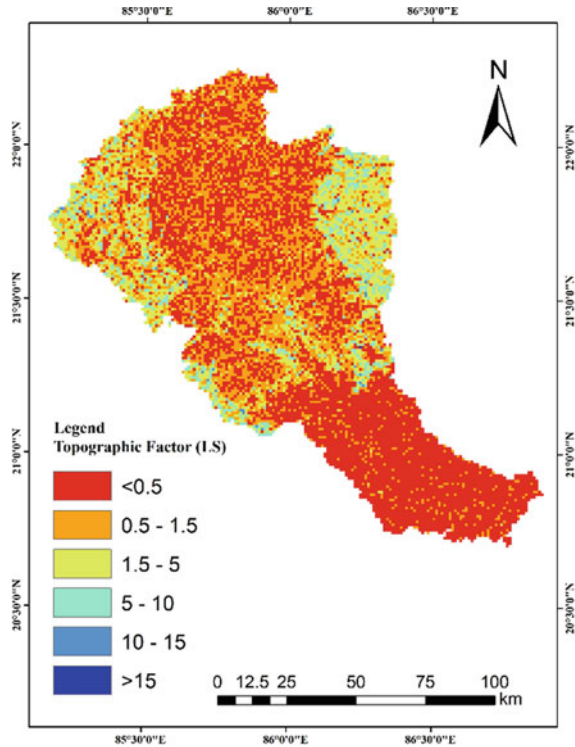 85°30'0"E 86°0'0"E 86°30'0"E
N
22°0'0"N 22°0'0"N
21°30'0"N 21°30'0"N
21°0'0"N 21°0'0"N
20°30'0"N 20°30'0"N
Legend
Topographic Factor (LS)
<0.5
0.5 - 1.5
1.5 - 5
5 - 10
10 - 15
>15
0 12.5 25 50 75 100
km
85°30'0"E 86°0'0"E 86°30'0"E